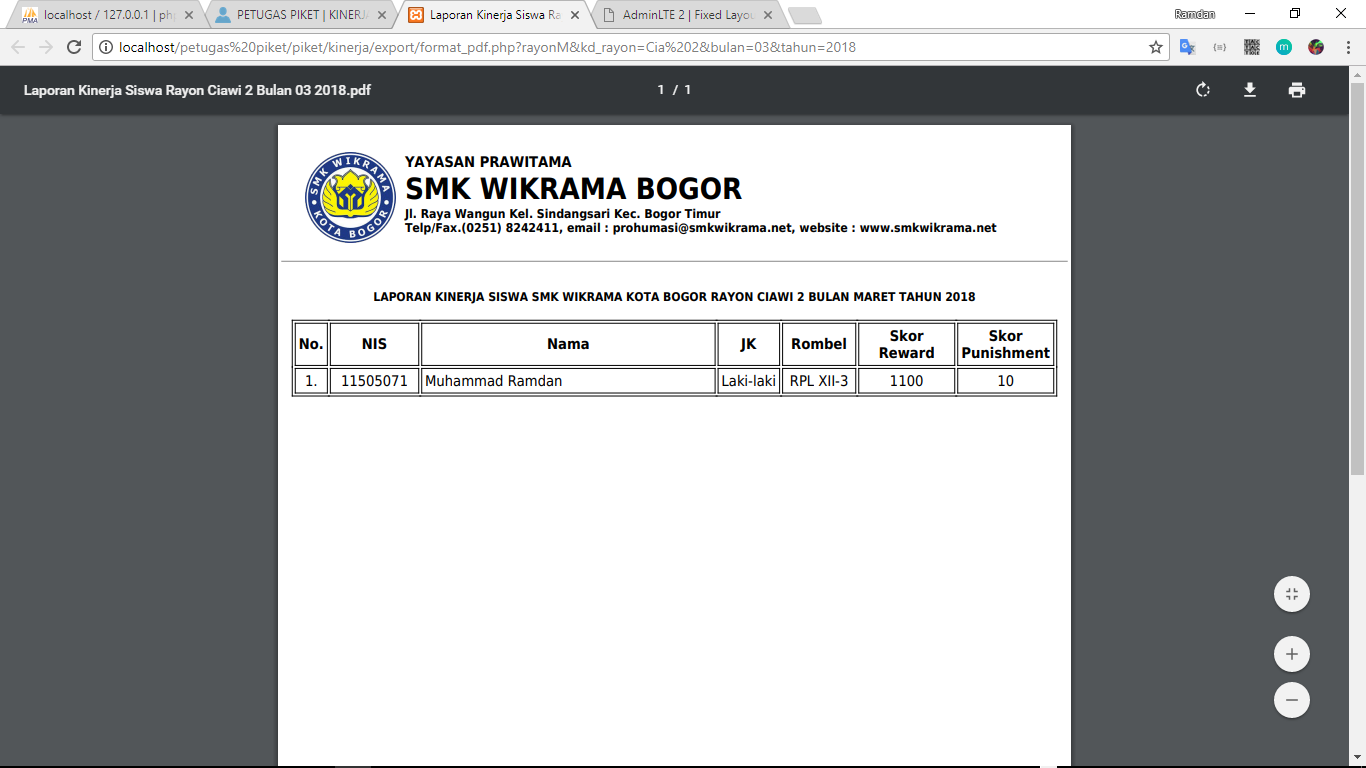 localhost / 127.0.0.1 | ph
PETUGAS PIKET | KINERJ
Laporan Kinerja Siswa Ra
AdminLTE 2 | Fixed Layou
Ramdan
localhost/petugas%20piket/piket/kinerja/export/format_pdf.php?rayonM&kd_rayon=Cia%202&bulan=03&tahun=2018
Laporan Kinerja Siswa Rayon Ciawi 2 Bulan 03 2018.pdf
1 / 1
SMK WIKRAMA
KOTA BOGOR
YAYASAN PRAWITAMA
SMK WIKRAMA BOGOR
Jl. Raya Wangun Kel. Sindangsari Kec. Bogor Timur
Telp/Fax.(0251) 8242411, email : prohumasi@smkwikrama.net, website : www.smkwikrama.net
LAPORAN KINERJA SISWA SMK WIKRAMA KOTA BOGOR RAYON CIAWI 2 BULAN MARET TAHUN 2018
No. NIS Nama JK Rombel Skor Reward Skor Punishment
1. 11505071 Muhammad Ramdan Laki-laki RPL XII-3 1100 10